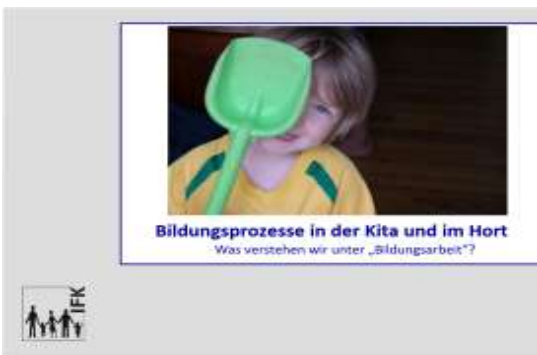 Bildungsprozesse in der Kita und im Hort
Was verstehen wir unter „Bildungsarbeit“?
IFK